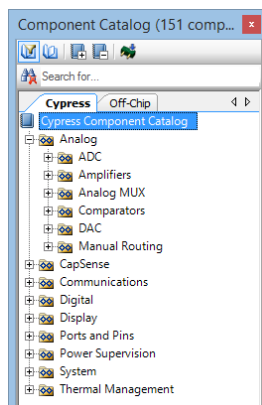 Component Catalog (151 comp...
Search for...
Cypress Off-Chip
Cypress Component Catalog
Analog
ADC
Amplifiers
Analog MUX
Comparators
DAC
Manual Routing
CapSense
Communications
Digital
Display
Ports and Pins
Power Supervision
System
Thermal Management